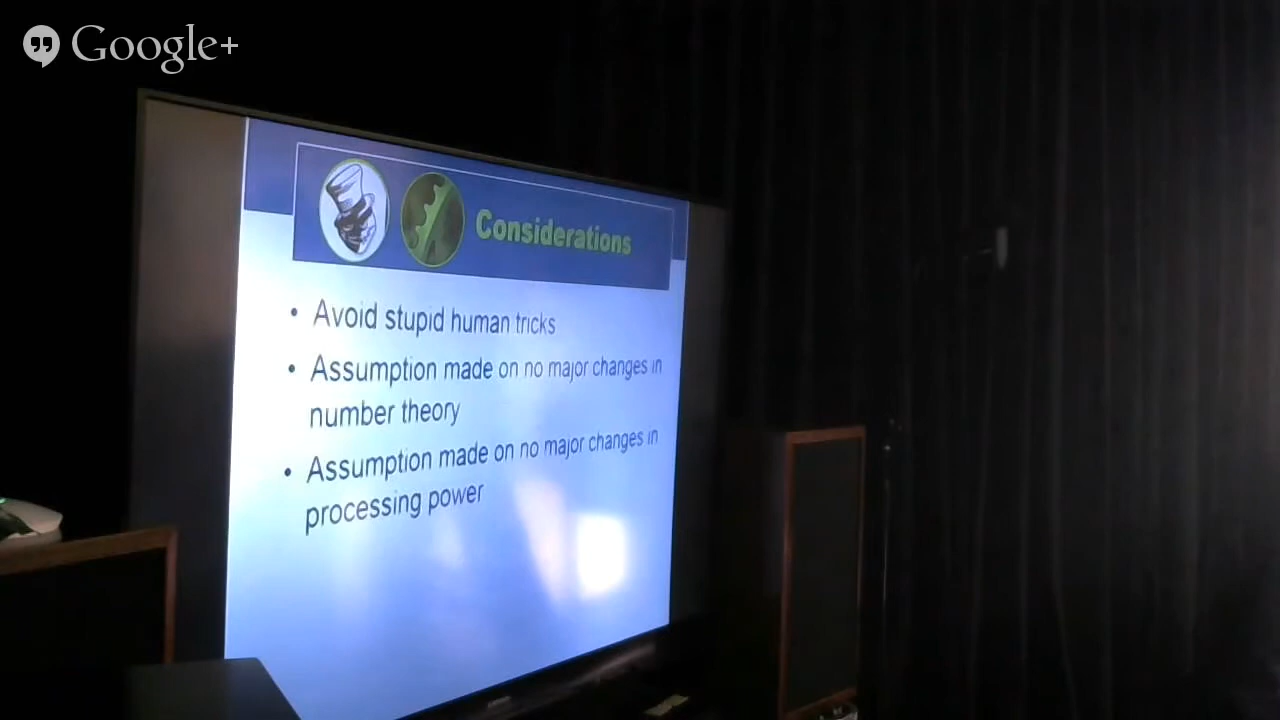 Google+
Considerations
• Avoid stupid human tricks
• Assumption made on no major changes in
number theory
• Assumption made on no major changes in
processing power